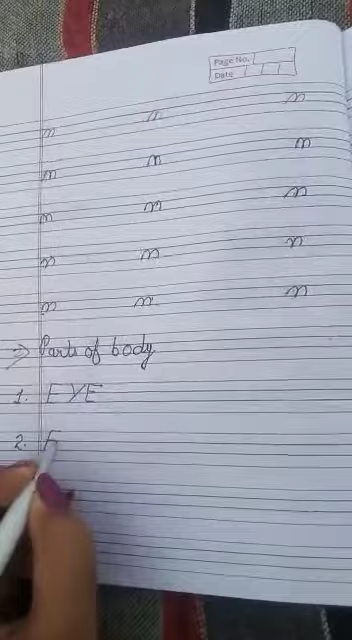 Page No.
Date
n n n
n n n
n n n
n n n
n n n
⇒ Parts of body
1. EYE
2. F